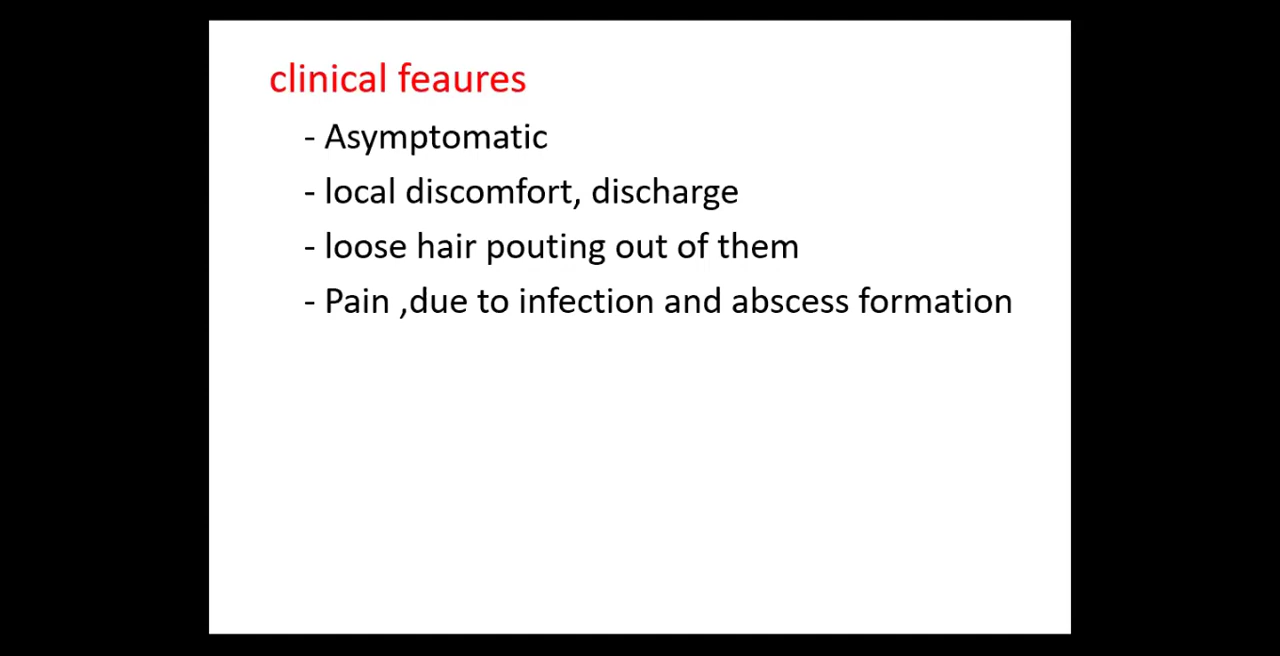 clinical feaures
- Asymptomatic
- local discomfort, discharge
- loose hair pouting out of them
- Pain ,due to infection and abscess formation